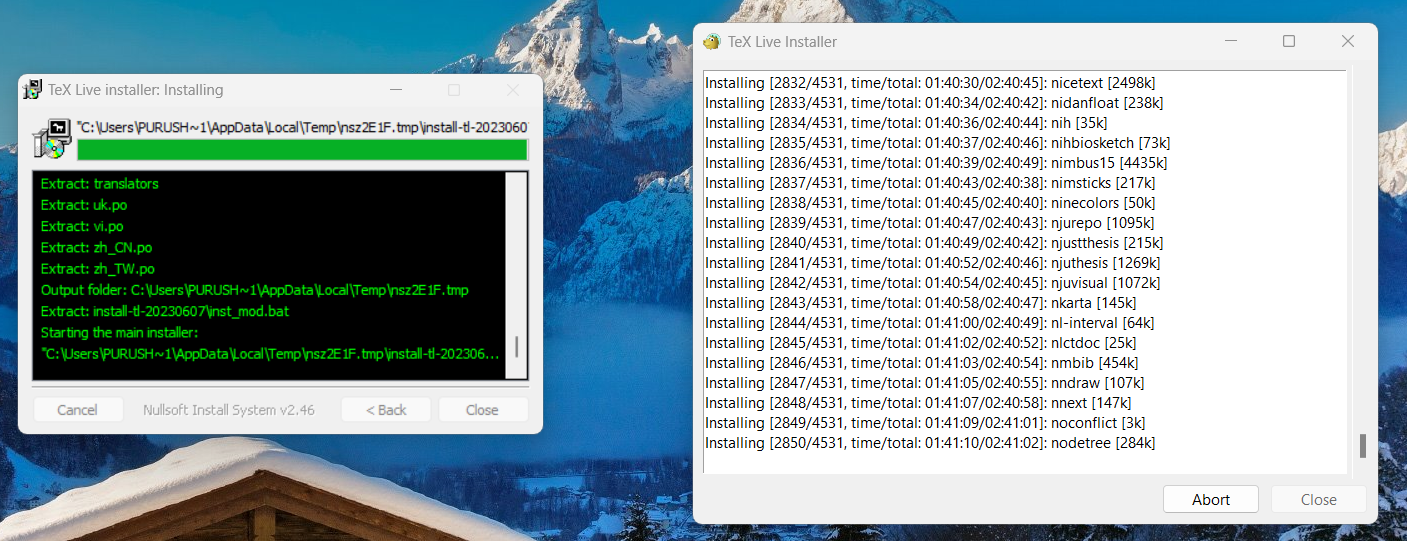 TeX Live installer: Installing
"C:\Users\PURUSH~1\AppData\Local\Temp\nsz2E1F.tmp\install-tl-20230607
Extract: translators
Extract: uk.po
Extract: vi.po
Extract: zh_CN.po
Extract: zh_TW.po
Output folder: C:\Users\PURUSH~1\AppData\Local\Temp\nsz2E1F.tmp
Extract: install-tl-20230607\inst_mod.bat
Starting the main installer:
"C:\Users\PURUSH~1\AppData\Local\Temp\nsz2E1F.tmp\install-tl-202306...
Cancel
Nullsoft Install System v2.46
< Back
Close
TeX Live Installer
Installing [2832/4531, time/total: 01:40:30/02:40:45]: nicetext [2498k]
Installing [2833/4531, time/total: 01:40:34/02:40:42]: nidanfloat [238k]
Installing [2834/4531, time/total: 01:40:36/02:40:44]: nih [35k]
Installing [2835/4531, time/total: 01:40:37/02:40:46]: nihbiosketch [73k]
Installing [2836/4531, time/total: 01:40:39/02:40:49]: nimbus15 [4435k]
Installing [2837/4531, time/total: 01:40:43/02:40:38]: nimsticks [217k]
Installing [2838/4531, time/total: 01:40:45/02:40:40]: ninecolors [50k]
Installing [2839/4531, time/total: 01:40:47/02:40:43]: njurepo [1095k]
Installing [2840/4531, time/total: 01:40:49/02:40:42]: njustthesis [215k]
Installing [2841/4531, time/total: 01:40:52/02:40:46]: njuthesis [1269k]
Installing [2842/4531, time/total: 01:40:54/02:40:45]: njuvisual [1072k]
Installing [2843/4531, time/total: 01:40:58/02:40:47]: nkarta [145k]
Installing [2844/4531, time/total: 01:41:00/02:40:49]: nl-interval [64k]
Installing [2845/4531, time/total: 01:41:02/02:40:52]: nlctdoc [25k]
Installing [2846/4531, time/total: 01:41:03/02:40:54]: nmbib [454k]
Installing [2847/4531, time/total: 01:41:05/02:40:55]: nndraw [107k]
Installing [2848/4531, time/total: 01:41:07/02:40:58]: nnext [147k]
Installing [2849/4531, time/total: 01:41:09/02:41:01]: noconflict [3k]
Installing [2850/4531, time/total: 01:41:10/02:41:02]: nodetree [284k]
Abort
Close